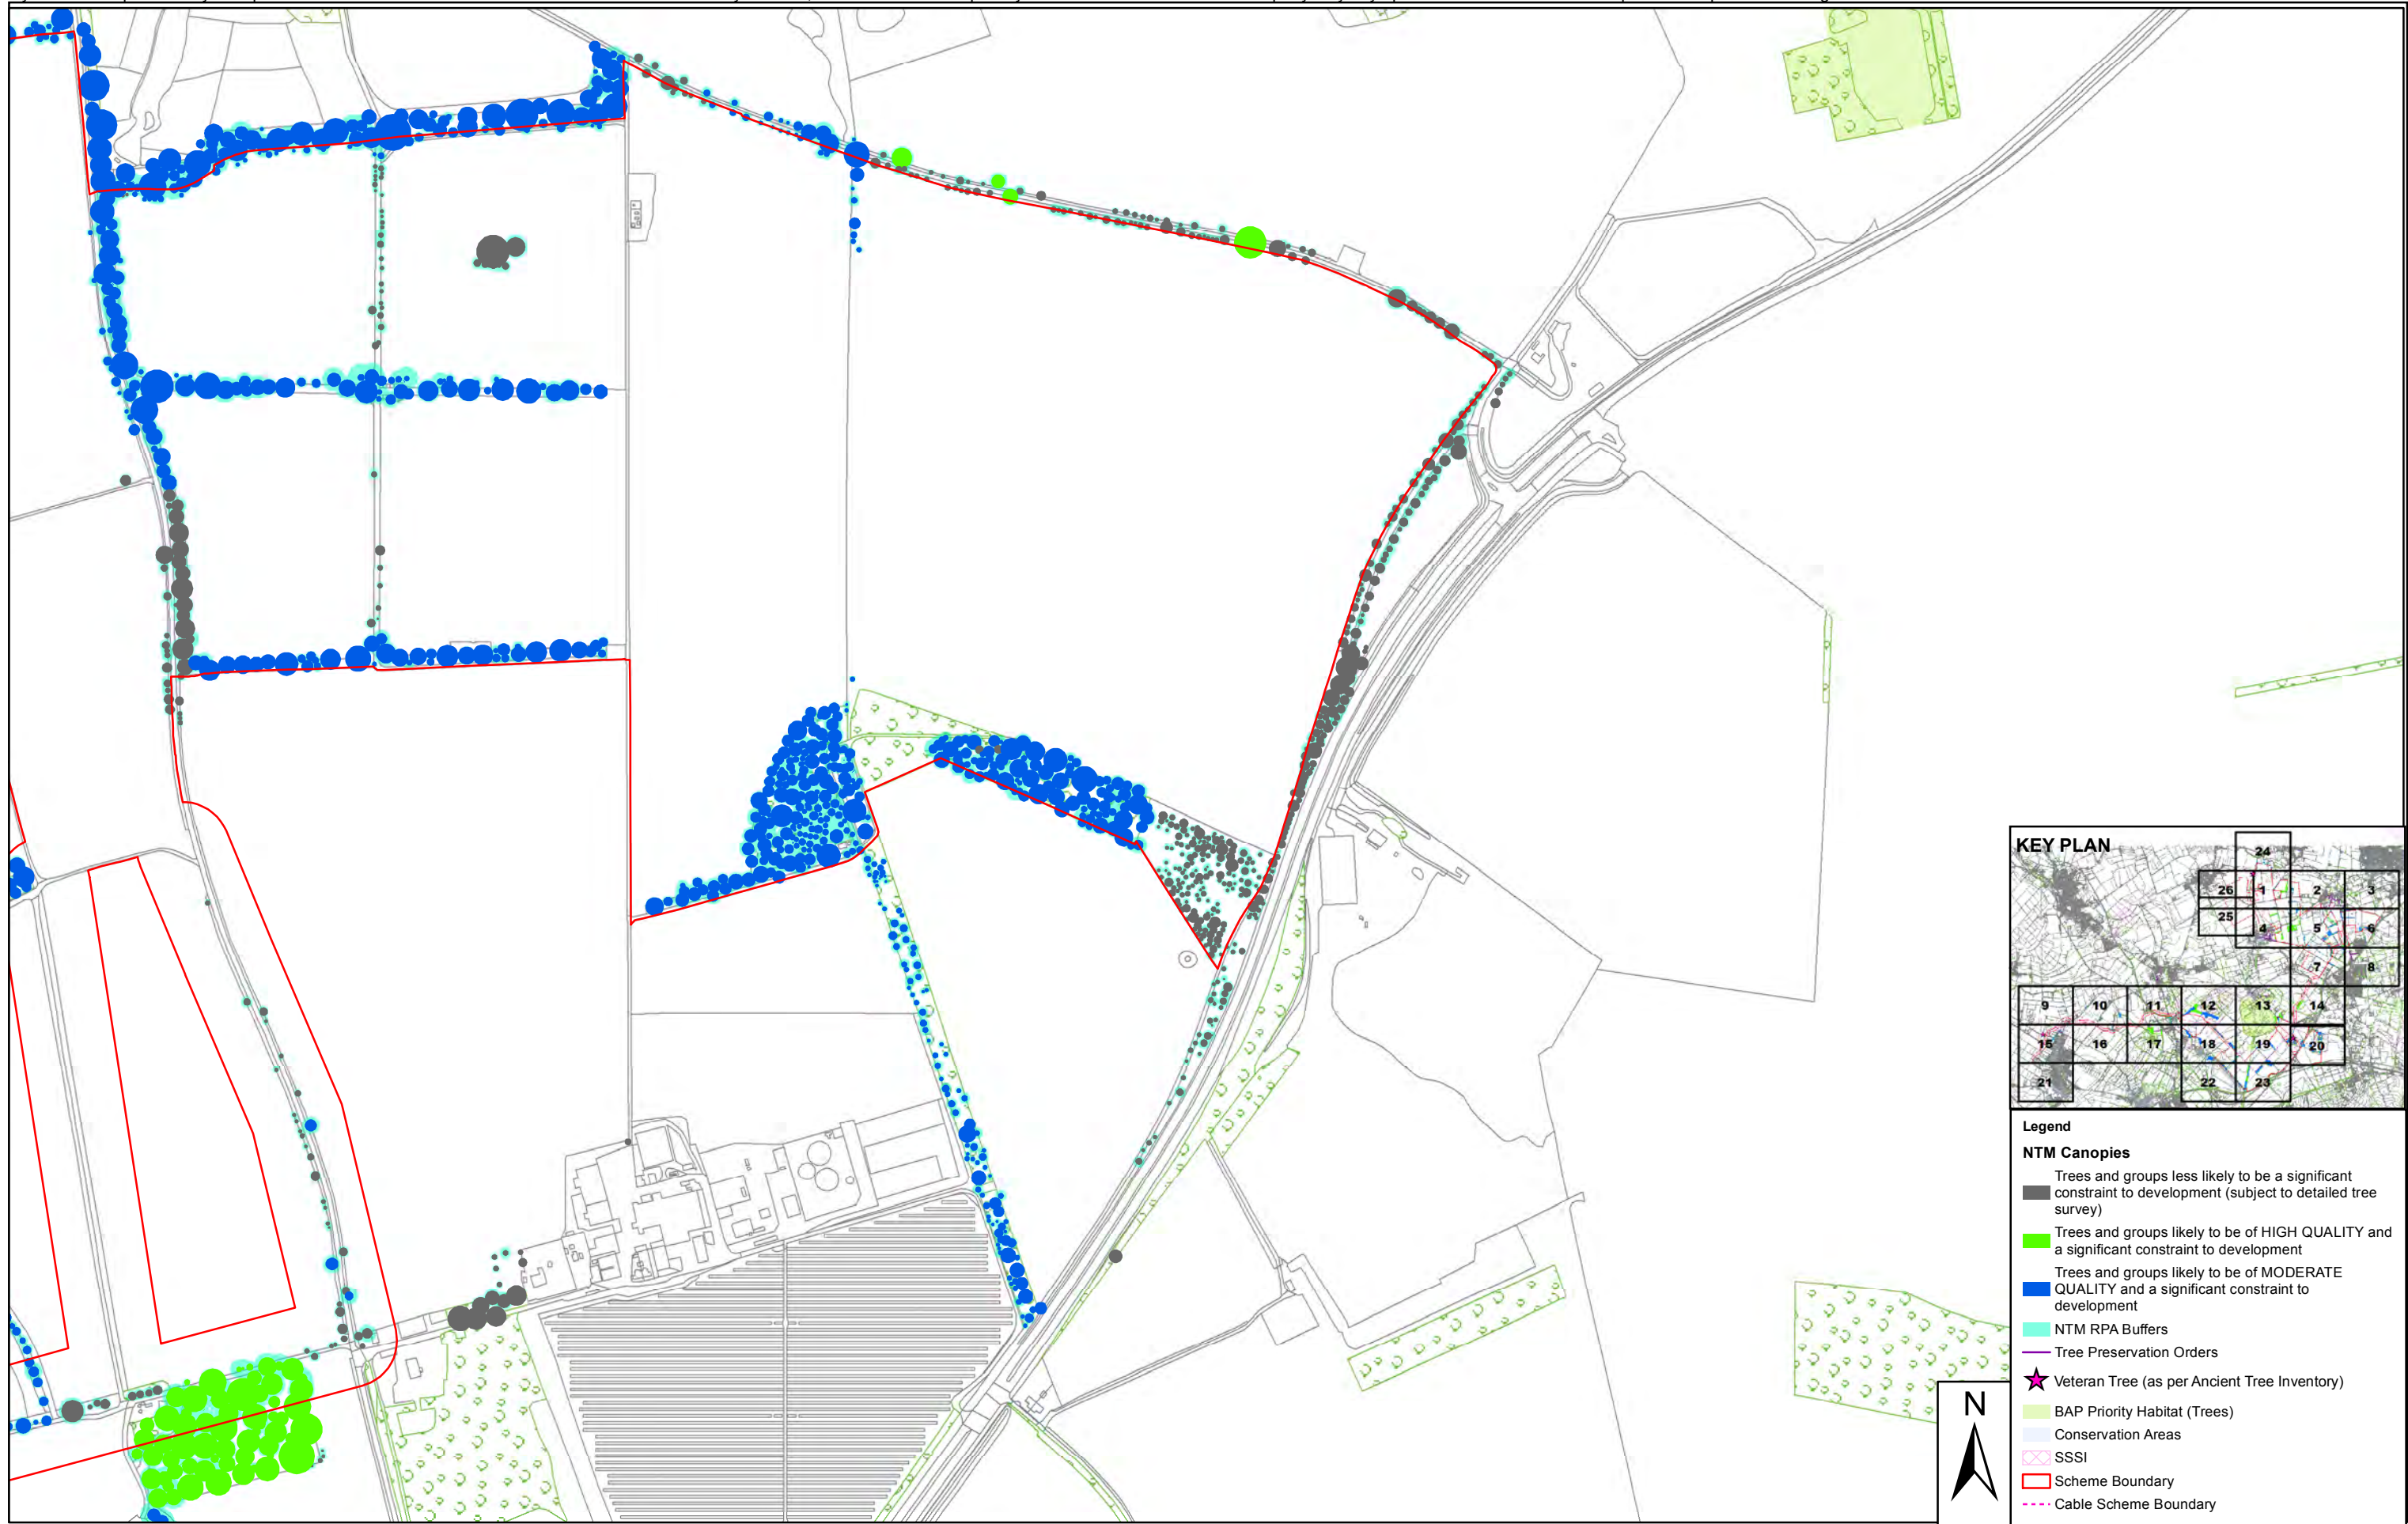 KEY PLAN
24
26 1 2 3
25 4 5 6
7 8
9 10 11 12 13 14
15 16 17 18 19 20
21 22 23
Legend
NTM Canopies
Trees and groups less likely to be a significant
constraint to development (subject to detailed tree
survey)
Trees and groups likely to be of HIGH QUALITY and
a significant constraint to development
Trees and groups likely to be of MODERATE
QUALITY and a significant constraint to
development
NTM RPA Buffers
Tree Preservation Orders
Veteran Tree (as per Ancient Tree Inventory)
BAP Priority Habitat (Trees)
Conservation Areas
SSSI
Scheme Boundary
Cable Scheme Boundary
N